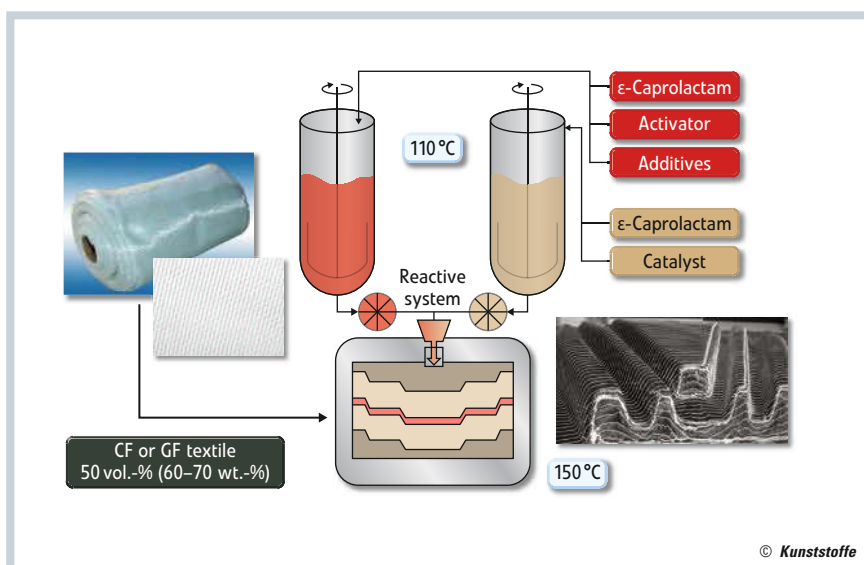 ε-Caprolactam
110 °C
Activator
Additives
ε-Caprolactam
Catalyst
Reactive
system
CF or GF textile
50 vol.-% (60–70 wt.-%)
150 °C
© Kunststoffe